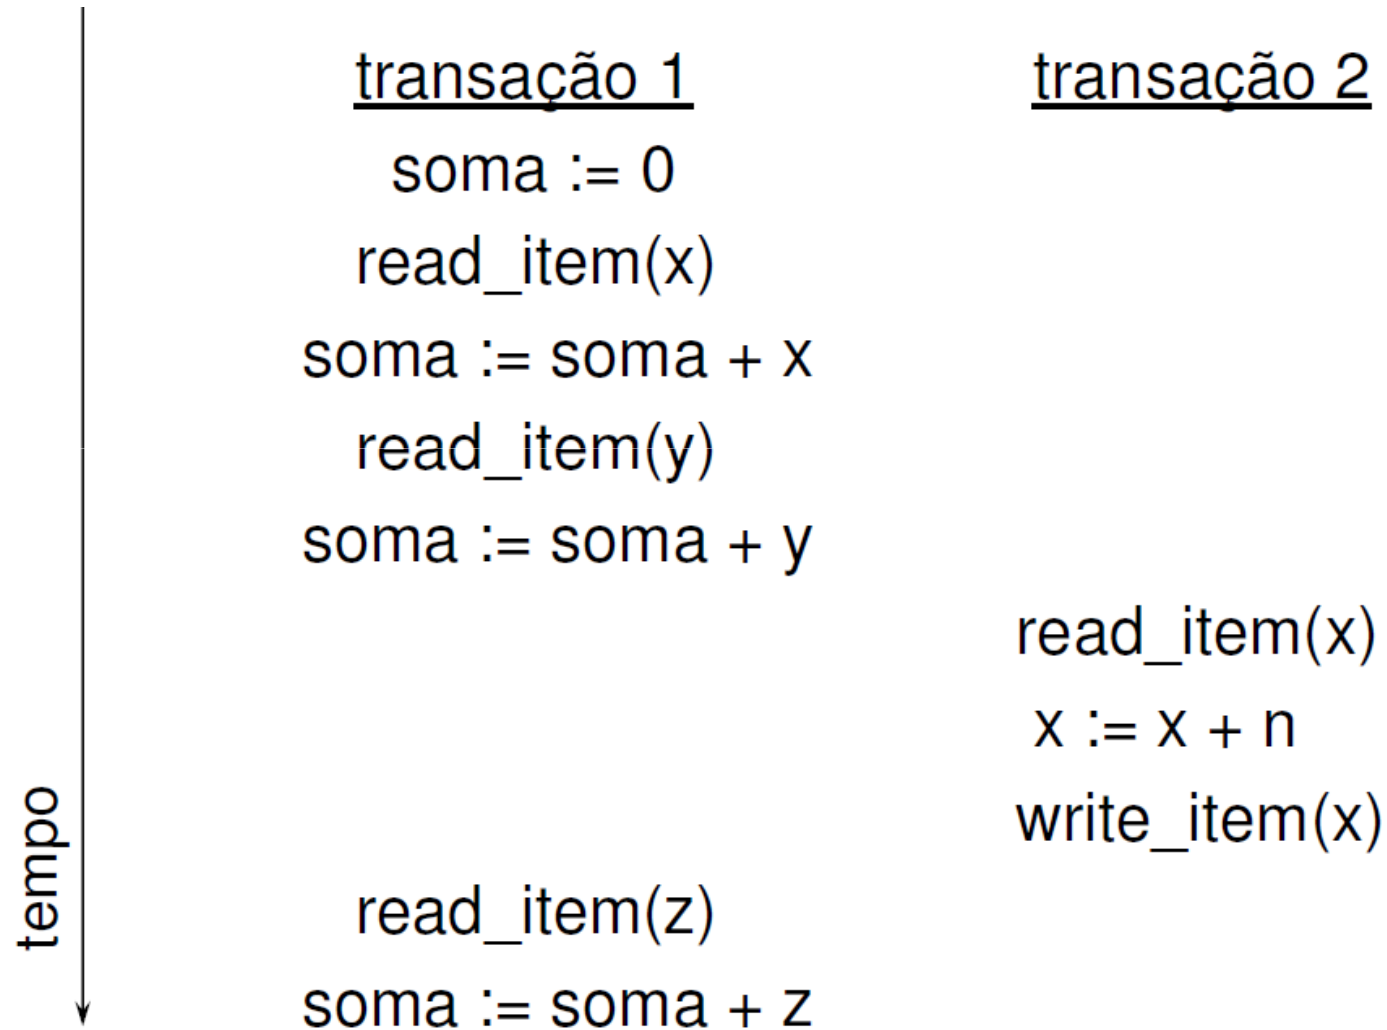 transação 1 transação 2
soma := 0
read_item(x)
soma := soma + x
read_item(y)
soma := soma + y
read_item(x)
x := x + n
write_item(x)
read_item(z)
soma := soma + z
tempo